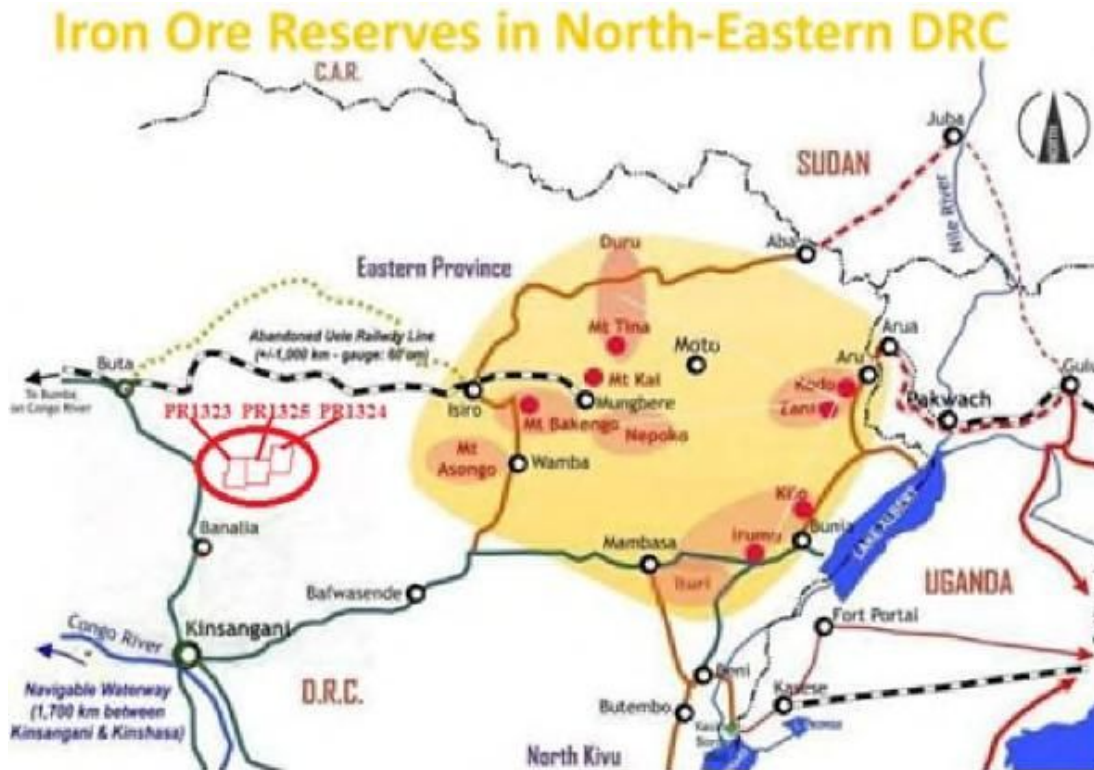 Iron Ore Reserves in North-Eastern DRC
C.A.R.
NORTH
Juba
SUDAN
Nile River
Aba
Duru
Eastern Province
Abandoned Uele Railway Line
(+/-1,000 km - gauge: 60 cm)
Mt Tina
Moto
Arua
Aru
Gulu
Buta
To Bumba
on Congo River
Isiro
Mt Kal
Mungbere
Kodo
Zani
Pakwach
PR1323 PR1325 PR1324
Mt Bakengo
Nepoko
Mt
Asongo
Wamba
Kilo
Banalia
Mambasa
Irumu
Bunia
LAKE ALBERT
Bafwasende
Ituri
UGANDA
Congo River
Kinsangani
Fort Portal
D.R.C.
Navigable Waterway
(1,700 km between
Kinsangani & Kinshasa)
Beni
Kasese
Butembo
North Kivu